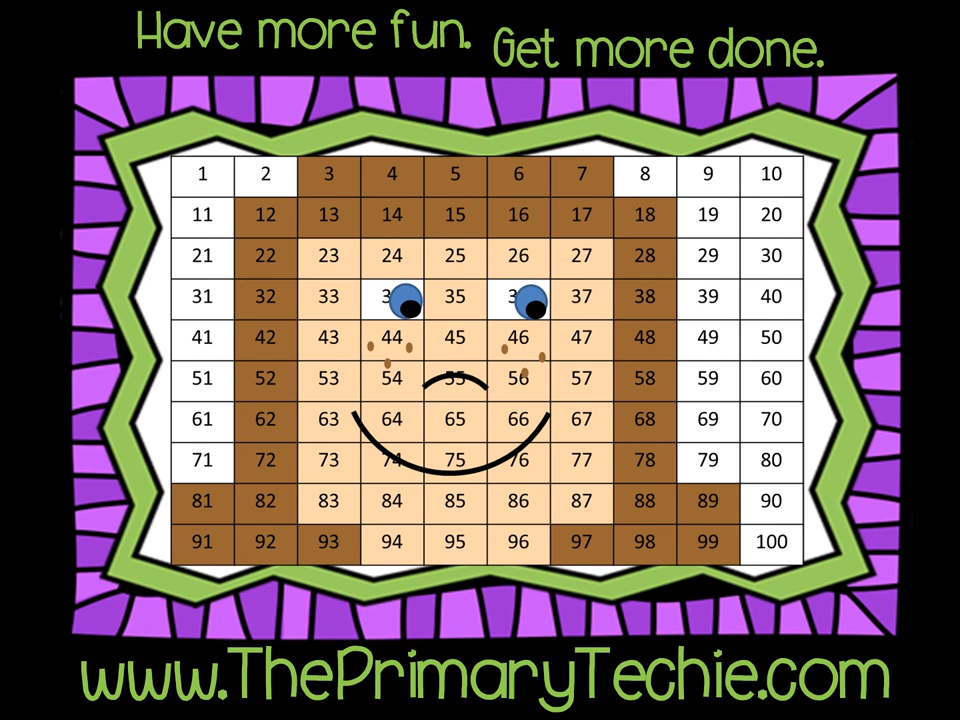 Have more fun. Get more done.
1 2 3 4 5 6 7 8 9 10
11 12 13 14 15 16 17 18 19 20
21 22 23 24 25 26 27 28 29 30
31 32 33 3 35 3 37 38 39 40
41 42 43 44 45 46 47 48 49 50
51 52 53 54 55 56 57 58 59 60
61 62 63 64 65 66 67 68 69 70
71 72 73 74 75 76 77 78 79 80
81 82 83 84 85 86 87 88 89 90
91 92 93 94 95 96 97 98 99 100
www.ThePrimaryTechie.com